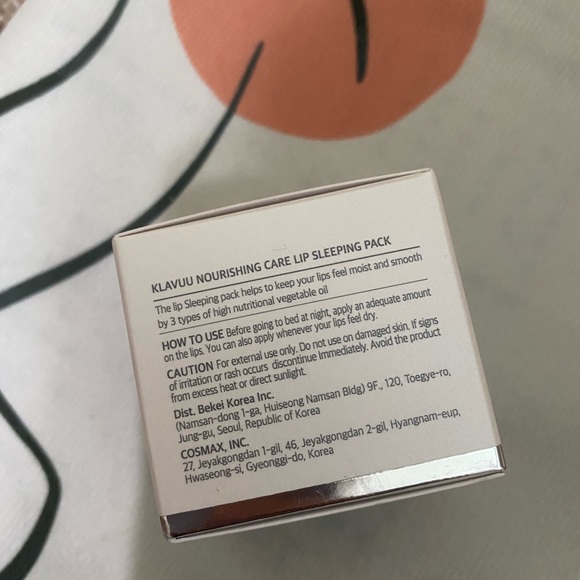 KLAVUU NOURISHING CARE LIP SLEEPING PACK
The lip Sleeping pack helps to keep your lips feel moist and smooth
by 3 types of high nutritional vegetable oil
HOW TO USE Before going to bed at night, apply an adequate amount
on the lips. You can also apply whenever your lips feel dry.
CAUTION For external use only. Do not use on damaged skin. If signs
of irritation or rash occurs discontinue Immediately. Avoid the product
from excess heat or direct sunlight.
Dist. Bekei Korea Inc.
(Namsan-dong 1-ga, Huiseong Namsan Bldg) 9F., 120, Toegye-ro,
Jung-gu, Seoul, Republic of Korea
COSMAX, INC.
27, Jeyakgongdan 1-gil, 46, Jeyakgongdan 2-gil, Hyangnam-eup,
Hwaseong-si, Gyeonggi-do, Korea